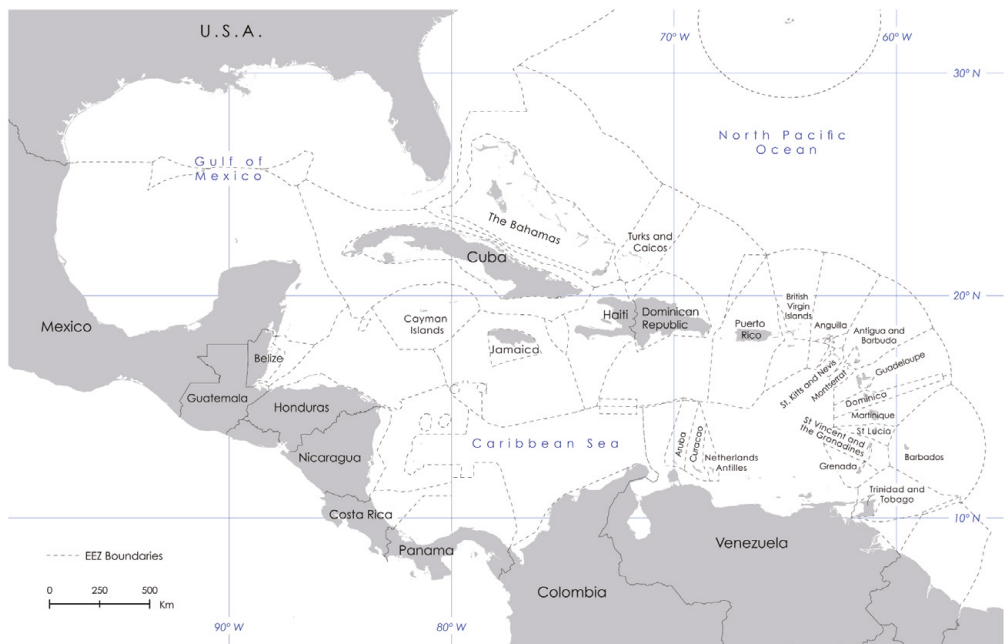 U.S.A.
70° W
60° W
30° N
North Pacific
Ocean
Gulf of
Mexico
The Bahamas
Turks and
Caicos
Cuba
20° N
Mexico
Cayman
Islands
Haiti
Dominican
Republic
Puerto
Rico
British
Virgin
Islands
Anguilla
Antigua and
Barbuda
Jamaica
Belize
Guadeloupe
St. Kitts and Nevis
Montserrat
Guatemala
Honduras
Dominica
Martinique
St Lucia
St Vincent and
the Granadines
Caribbean Sea
Aruba
Curacao
Netherlands
Antilles
Barbados
Nicaragua
Grenada
Trinidad and
Tobago
Costa Rica
10° N
Panama
Venezuela
EEZ Boundaries
Colombia
0 250 500
Km
90° W
80° W